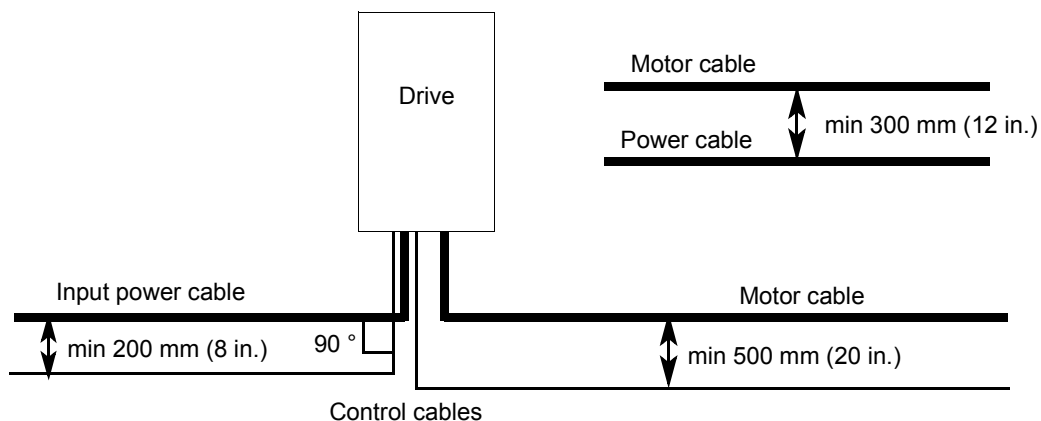 Motor cable
Drive
min 300 mm (12 in.)
Power cable
Input power cable
Motor cable
min 200 mm (8 in.)
90 °
min 500 mm (20 in.)
Control cables